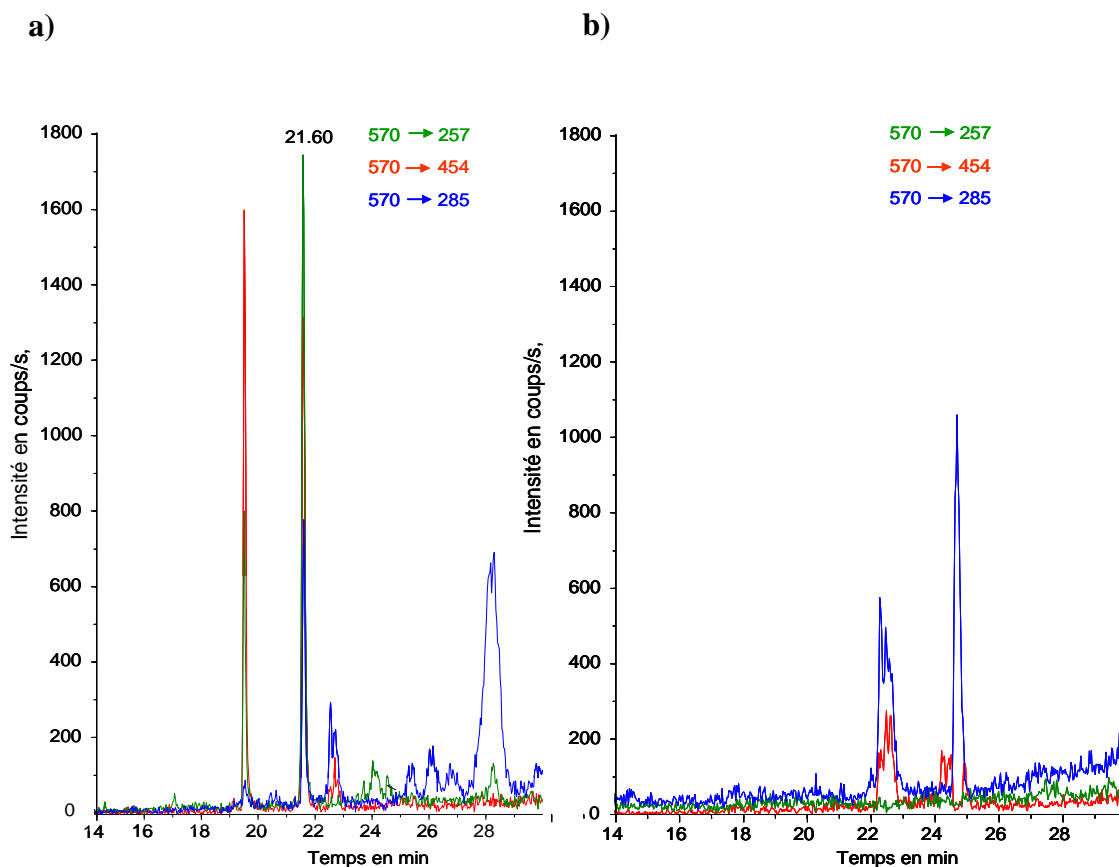 a)
b)
21.60
570 → 257
570 → 454
570 → 285
1800
1600
1400
1200
1000
800
600
400
200
0
14 16 18 20 22 24 26 28
Intensité en coups/s,
Temps en min
570 → 257
570 → 454
570 → 285
1800
1600
1400
1200
1000
800
600
400
200
0
14 16 18 20 22 24 26 28
Intensité en coups/s,
Temps en min